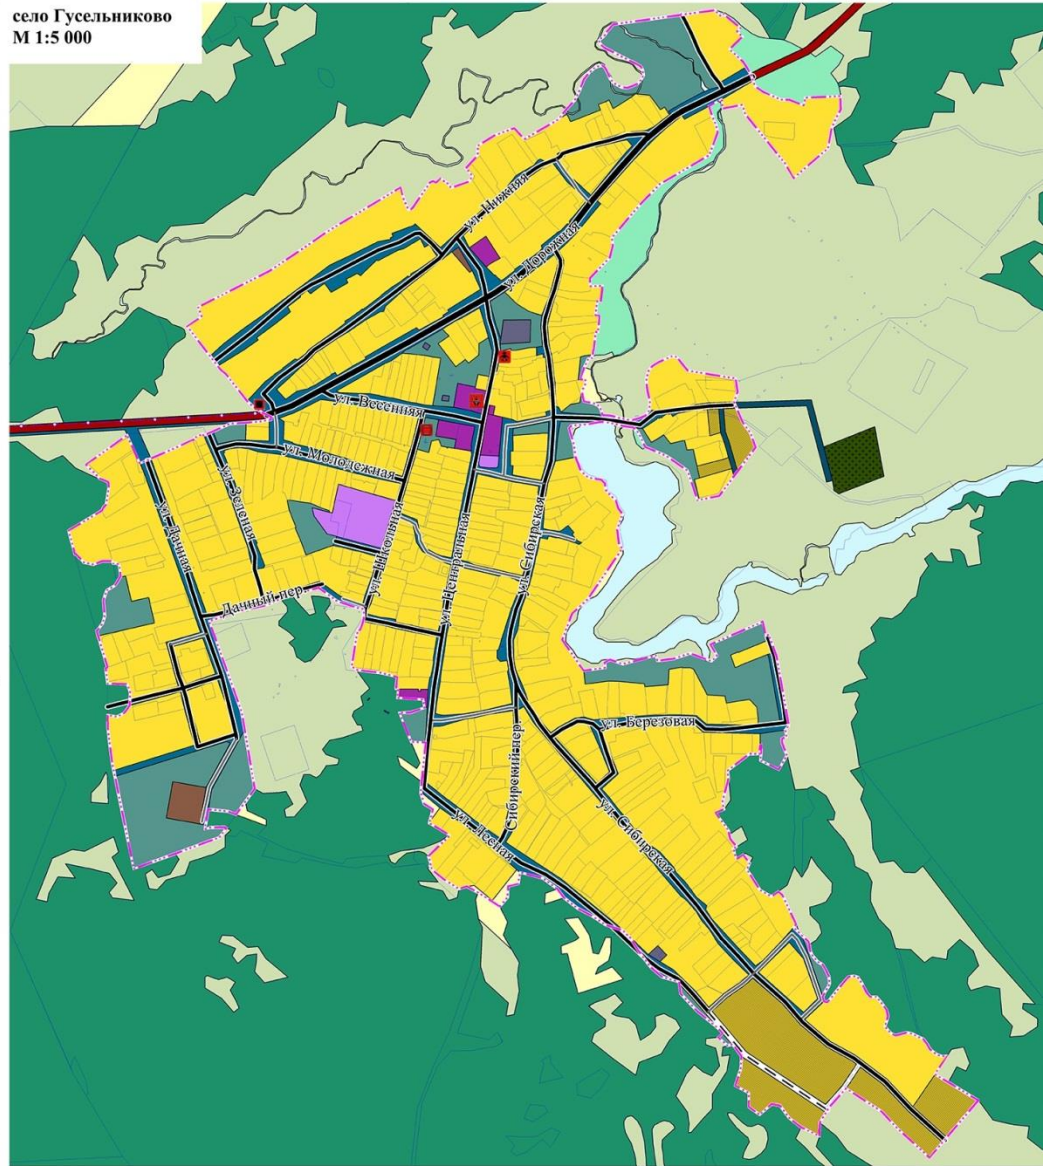 село Гусельниково
М 1:5 000
ул. Нижняя
ул. Дорожная
ул. Весенняя
ул. Молодежная
ул. Зеленая
ул. Дачная
ул. Школьная
ул. Центральная
ул. Сибирская
Дачный пер.
ул. Березовая
Сибирский пер.
ул. Лесная
ул. Сибирская